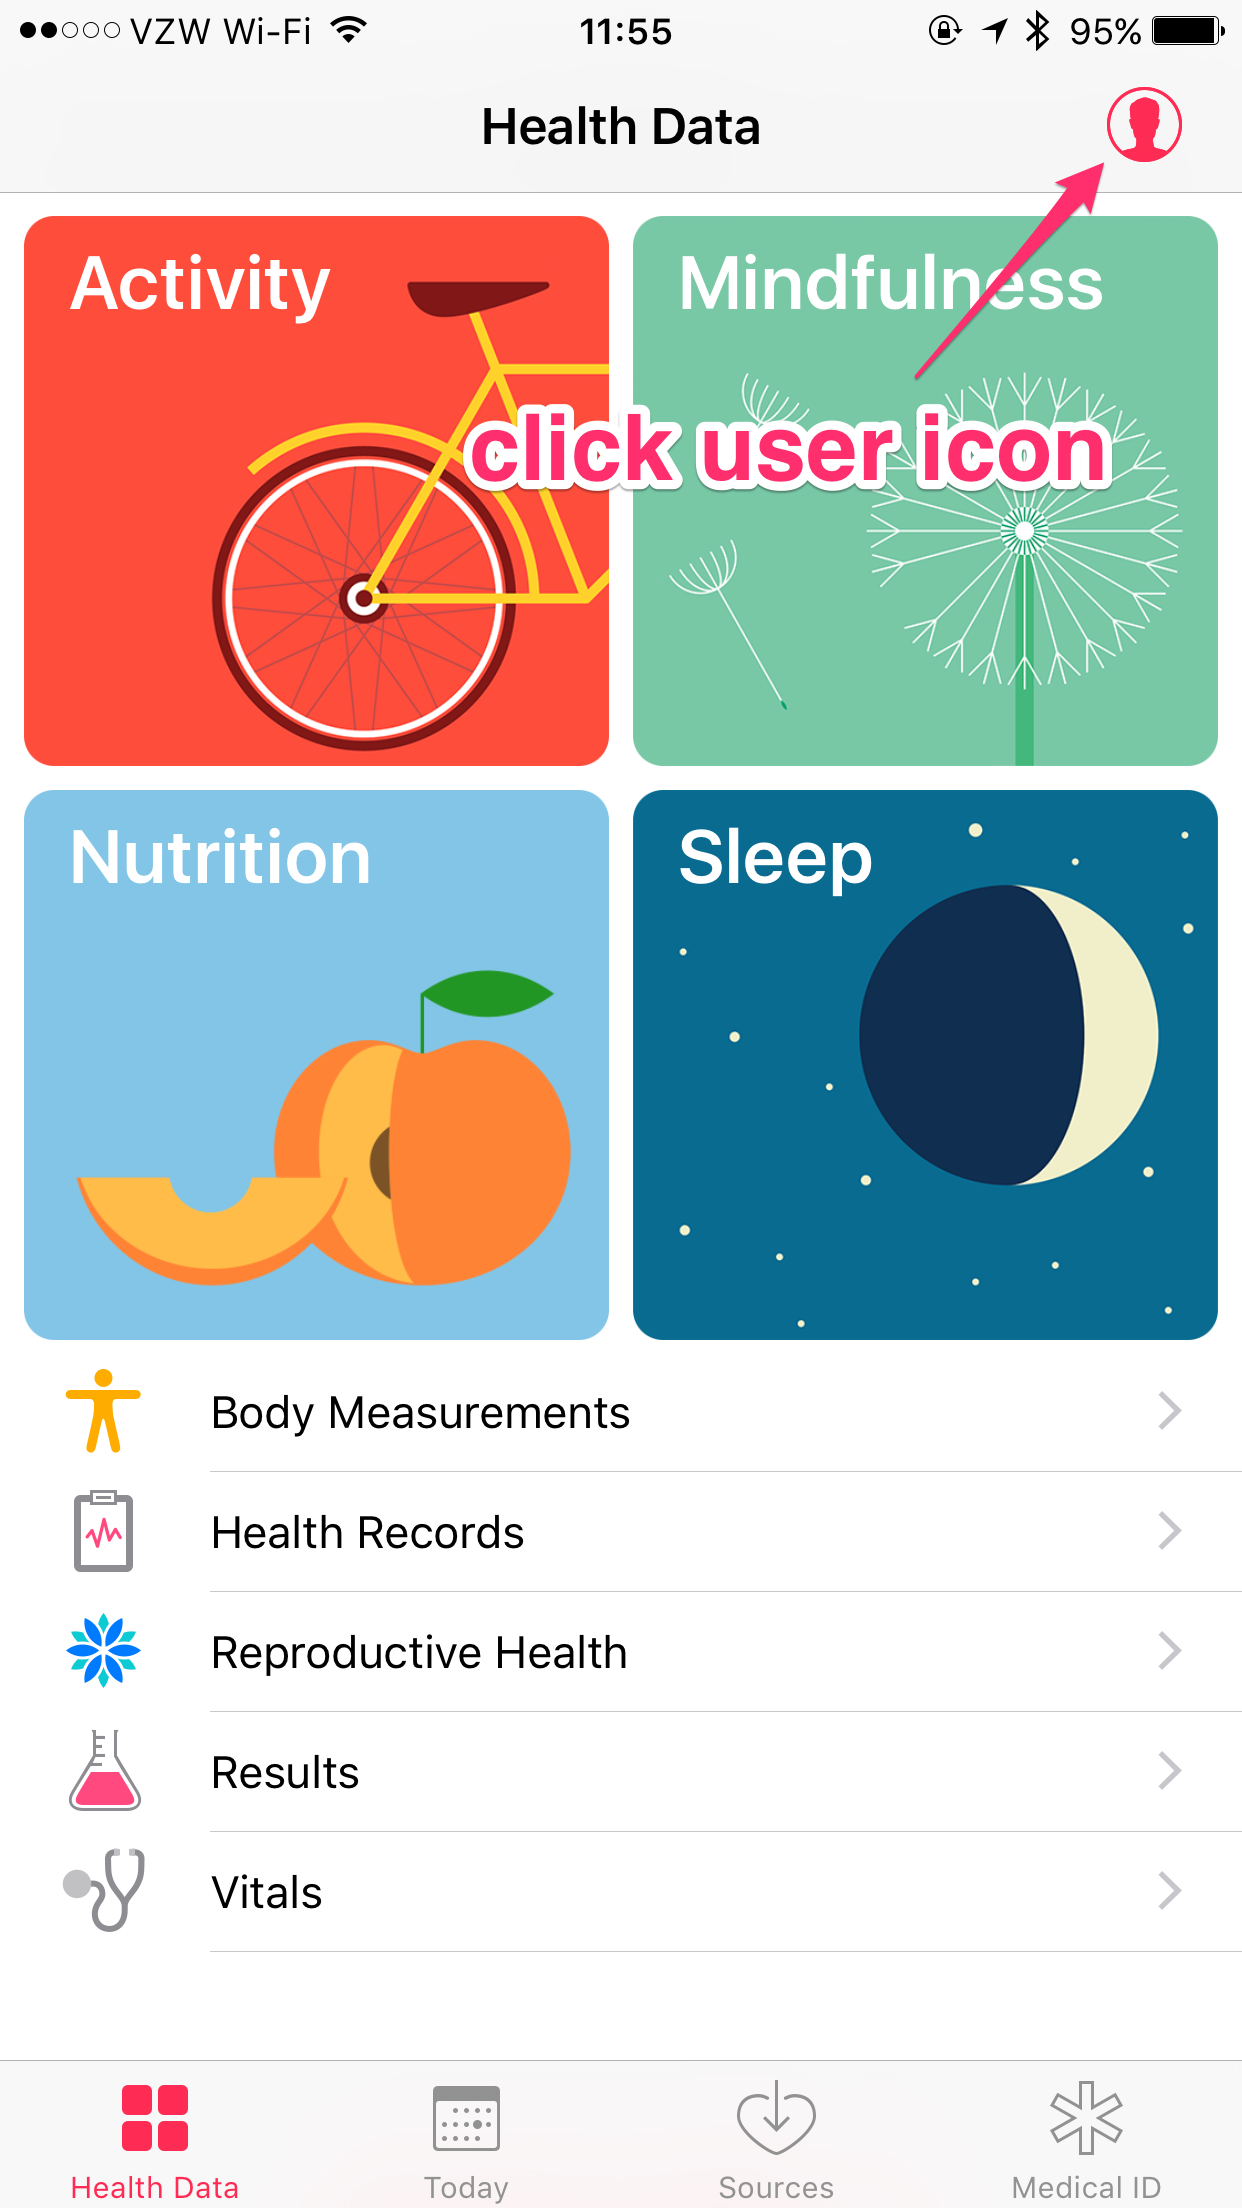 VZW Wi-Fi 11:55 95%
Health Data
Activity
Mindfulness
click user icon
Nutrition
Sleep
Body Measurements
Health Records
Reproductive Health
Results
Vitals
Health Data Today Sources Medical ID